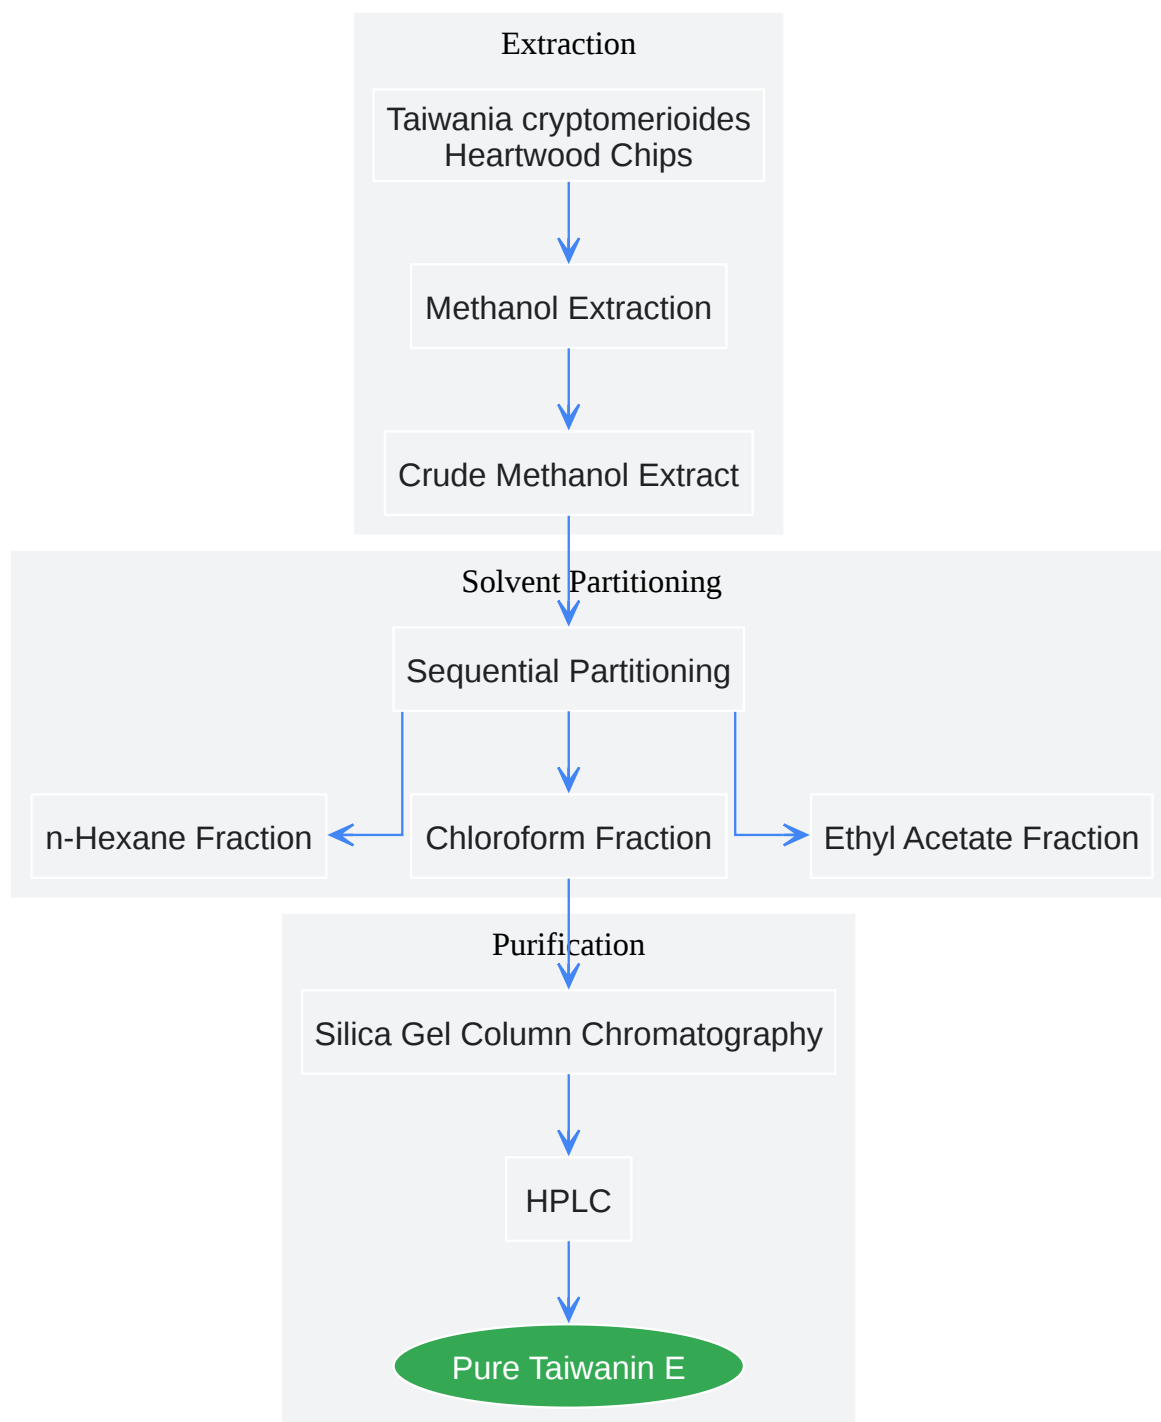 Extraction
Taiwania cryptomerioides
Heartwood Chips
Methanol Extraction
Crude Methanol Extract
Solvent Partitioning
Sequential Partitioning
n-Hexane Fraction
Chloroform Fraction
Ethyl Acetate Fraction
Purification
Silica Gel Column Chromatography
HPLC
Pure Taiwanin E